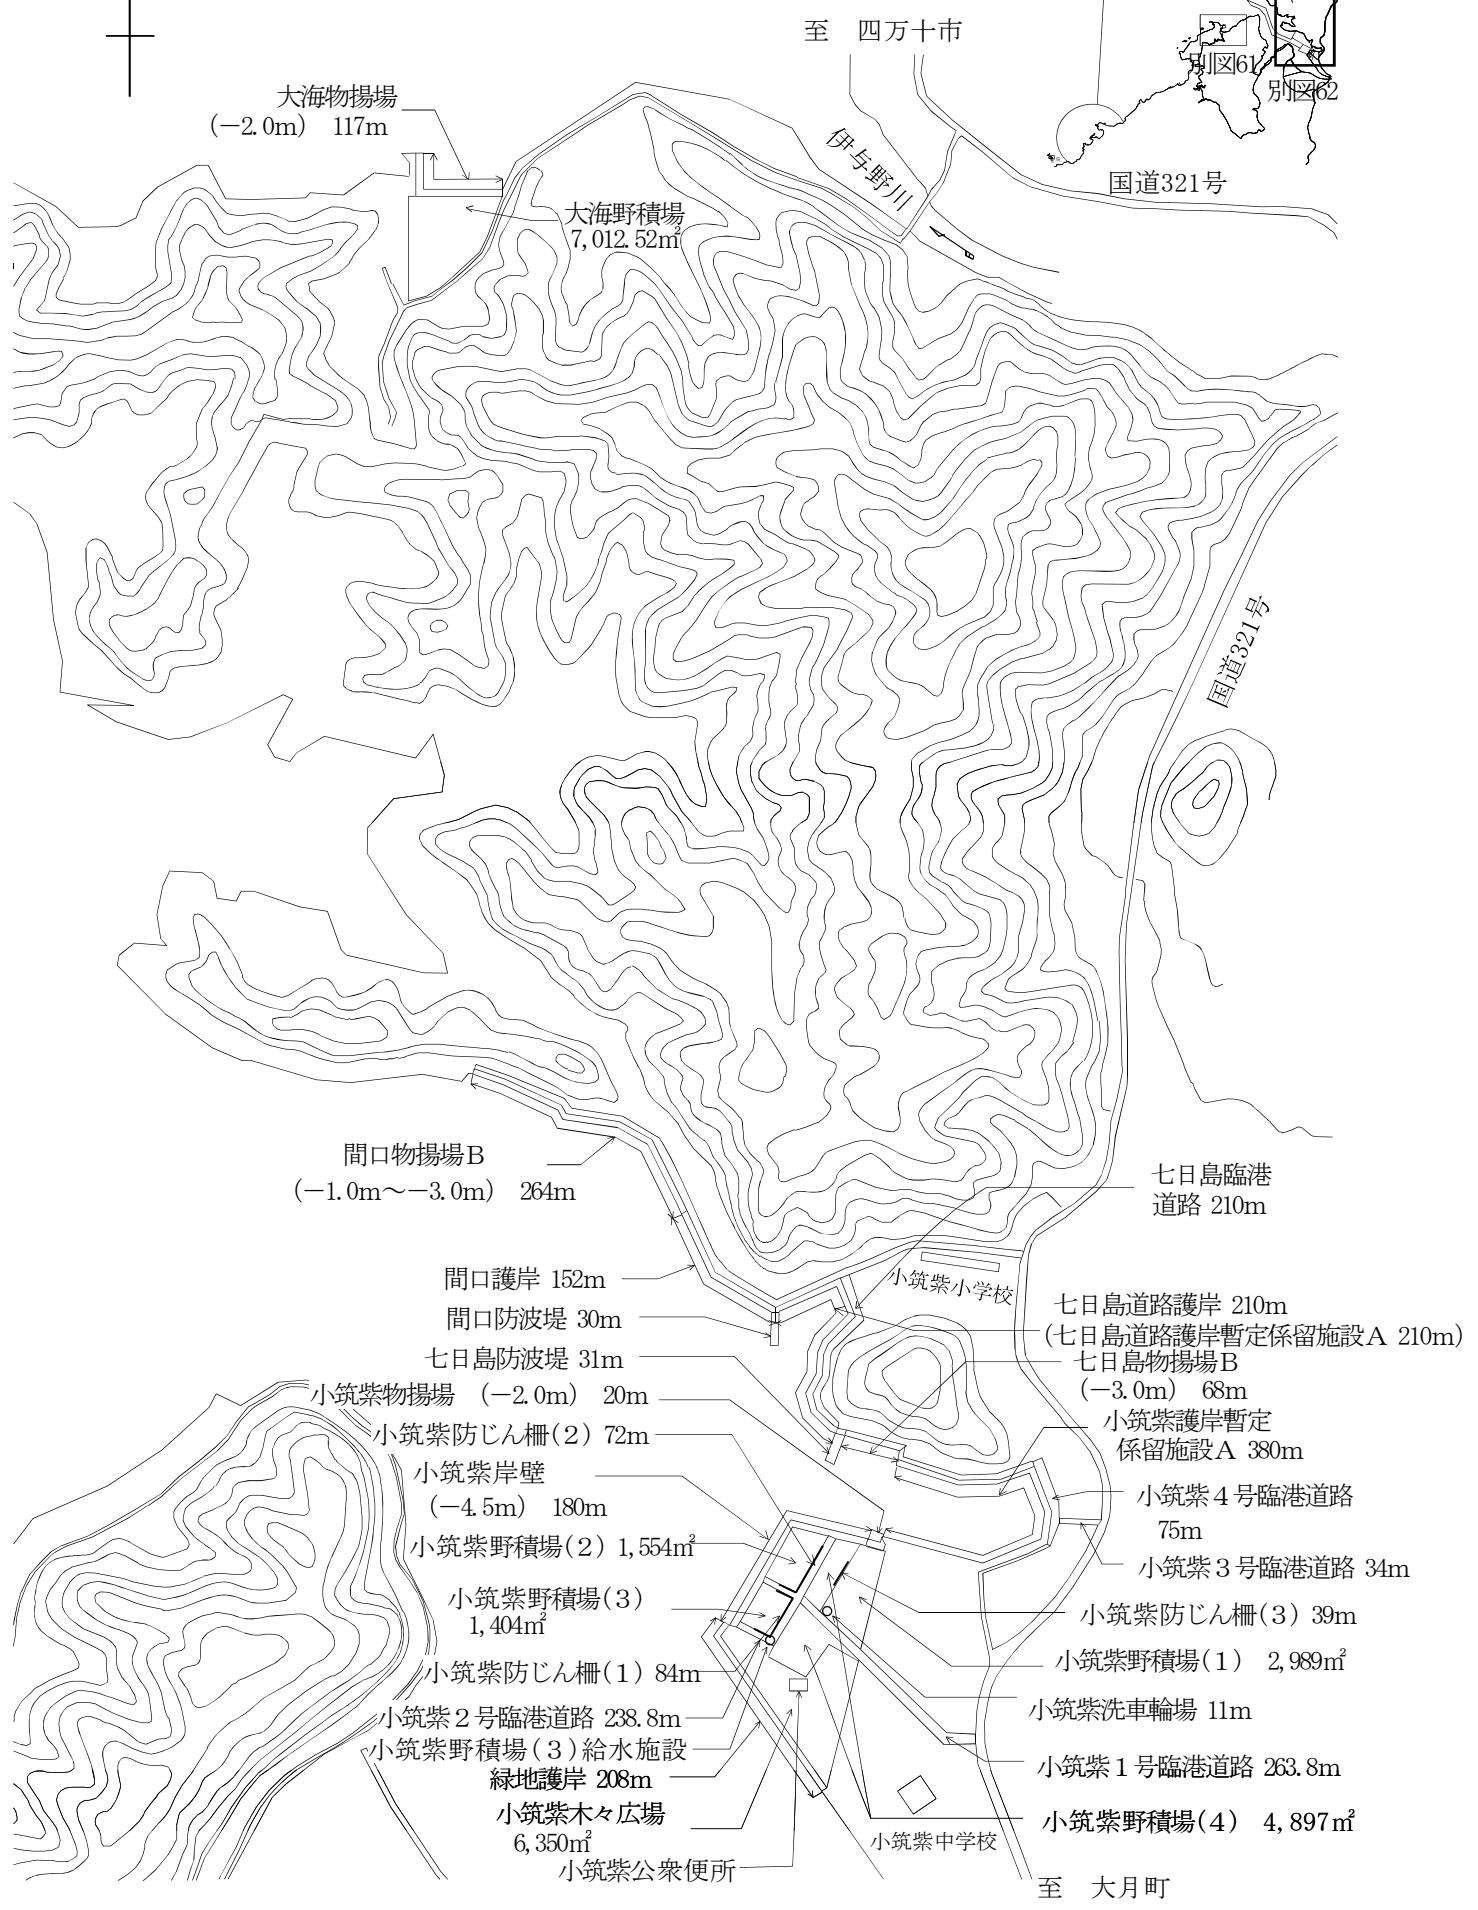 至　四万十市
別図61
別図62
大海物揚場
(－2.0m)　117m
伊与野川
国道321号
大海野積場
7,012.52㎡
国道321号
間口物揚場B
(－1.0m～－3.0m)　264m
七日島臨港
道路 210m
間口護岸 152m
小筑紫小学校
間口防波堤 30m
七日島道路護岸 210m
(七日島道路護岸暫定係留施設A 210m)
七日島防波堤 31m
七日島物揚場B
(－3.0m)　68m
小筑紫物揚場　(－2.0m)　20m
小筑紫護岸暫定
係留施設A 380m
小筑紫防じん柵(2) 72m
小筑紫岸壁
(－4.5m)　180m
小筑紫４号臨港道路
75m
小筑紫野積場(2) 1,554㎡
小筑紫３号臨港道路 34m
小筑紫野積場(3)
1,404㎡
小筑紫防じん柵(3) 39m
小筑紫防じん柵(1) 84m
小筑紫野積場(1)　2,989㎡
小筑紫２号臨港道路 238.8m
小筑紫洗車輪場 11m
小筑紫野積場(3)給水施設
緑地護岸 208m
小筑紫１号臨港道路 263.8m
小筑紫木々広場
6,350㎡
小筑紫野積場(4)　4,897㎡
小筑紫中学校
小筑紫公衆便所
至　大月町